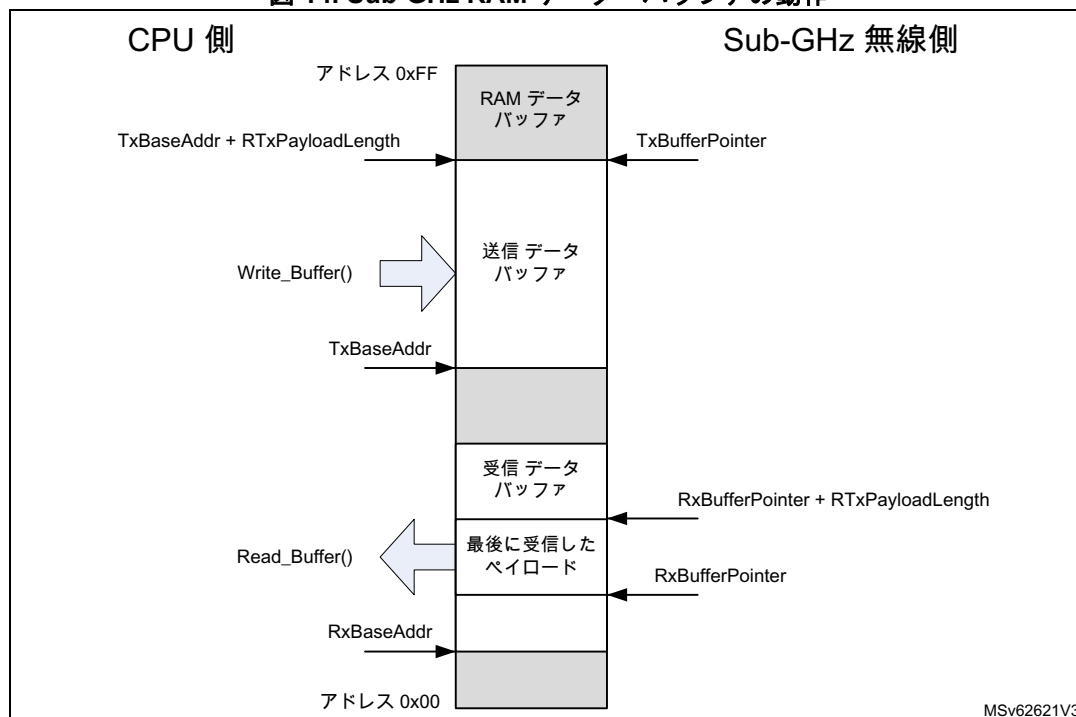 CPU 側
Sub-GHz 無線側
アドレス 0xFF
RAM データ
バッファ
TxBaseAddr + RTxPayloadLength
TxBufferPointer
送信 データ
バッファ
Write_Buffer()
TxBaseAddr
受信 データ
バッファ
RxBufferPointer + RTxPayloadLength
最後に受信した
ペイロード
Read_Buffer()
RxBufferPointer
RxBaseAddr
アドレス 0x00
MSv62621V3